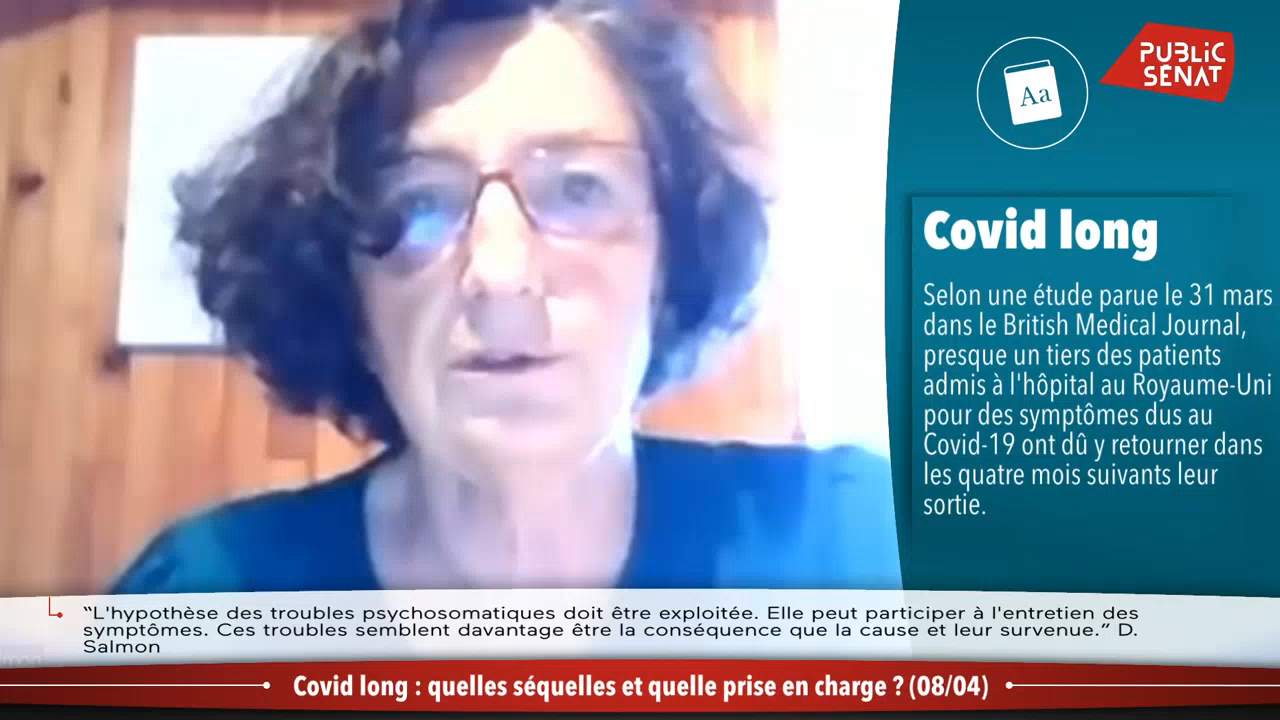 PUBLIC
SÉNAT
Aa
Covid long
Selon une étude parue le 31 mars
dans le British Medical Journal,
presque un tiers des patients
admis à l'hôpital au Royaume-Uni
pour des symptômes dus au
Covid-19 ont dû y retourner dans
les quatre mois suivants leur
sortie.
“L'hypothèse des troubles psychosomatiques doit être exploitée. Elle peut participer à l'entretien des
symptômes. Ces troubles semblent davantage être la conséquence que la cause et leur survenue.” D.
Salmon
Covid long : quelles séquelles et quelle prise en charge ? (08/04)